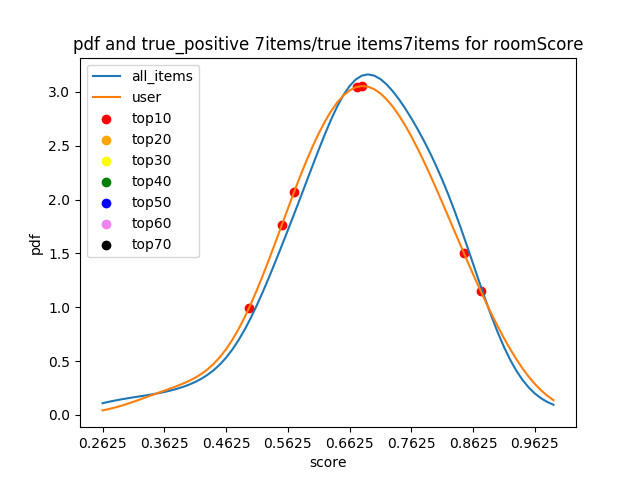 pdf and true_positive 7items/true items7items for roomScore
all_items
user
top10
top20
top30
top40
top50
top60
top70
pdf
3.0
2.5
2.0
1.5
1.0
0.5
0.0
0.2625 0.3625 0.4625 0.5625 0.6625 0.7625 0.8625 0.9625
score